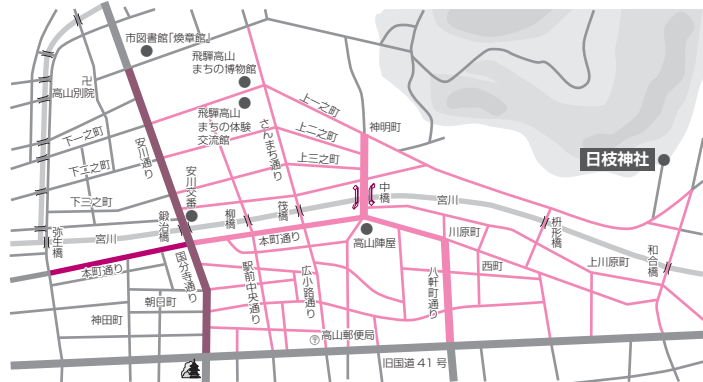 市図書館「煥章館」
飛騨高山
まちの博物館
卍
高山別院
飛騨高山
まちの体験
交流館
上一之町
上二之町
上三之町
神明町
さんまち通り
下一之町
下二之町
下三之町
安川通り
安川交番
日枝神社
中橋
宮川
筏橋
柳橋
鍛治橋
弥生橋
宮川
本町通り
本町通り
国分寺通り
高山陣屋
川原町
枡形橋
和合橋
上川原町
西町
八軒町通り
広小路通り
駅前中央通り
朝日町
神田町
〒高山郵便局
旧国道41号